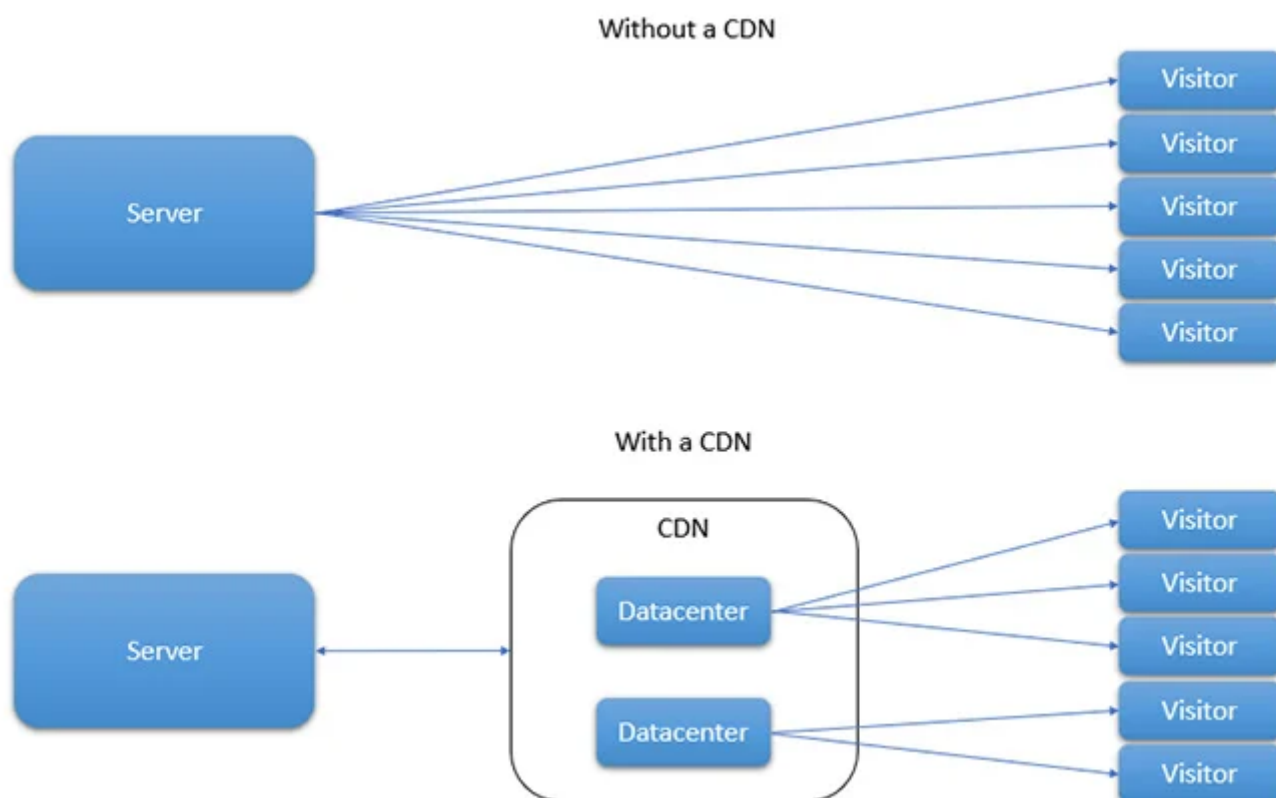 Without a CDN
Visitor
Visitor
Server
Visitor
Visitor
Visitor
With a CDN
CDN
Visitor
Visitor
Datacenter
Server
Visitor
Visitor
Datacenter
Visitor